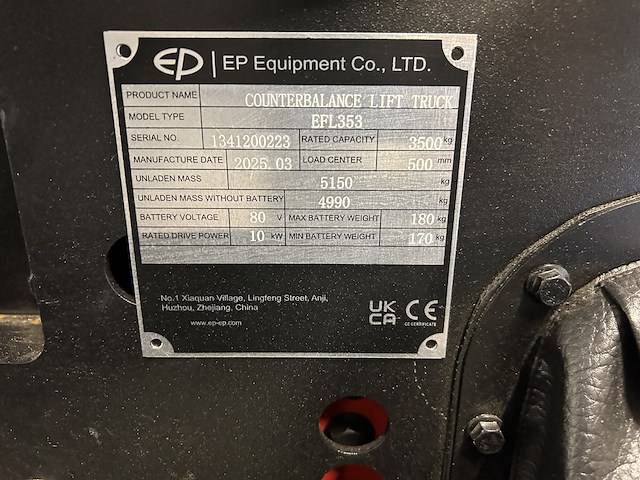 EP | EP Equipment Co., LTD.
PRODUCT NAME COUNTERBALANCE LIFT TRUCK
MODEL TYPE EFL353
SERIAL NO. 1341200223 RATED CAPACITY 3500 kg
MANUFACTURE DATE 2025.03 LOAD CENTER 500 mm
UNLADEN MASS 5150 kg
UNLADEN MASS WITHOUT BATTERY 4990 kg
BATTERY VOLTAGE 80 V MAX BATTERY WEIGHT 180 kg
RATED DRIVE POWER 10 kW MIN BATTERY WEIGHT 170 kg
No.1 Xiaquan Village, Lingfeng Street, Anji,
Huzhou, Zhejiang, China
www.ep-ep.com
UK CA CE
CE CERTIFICATE